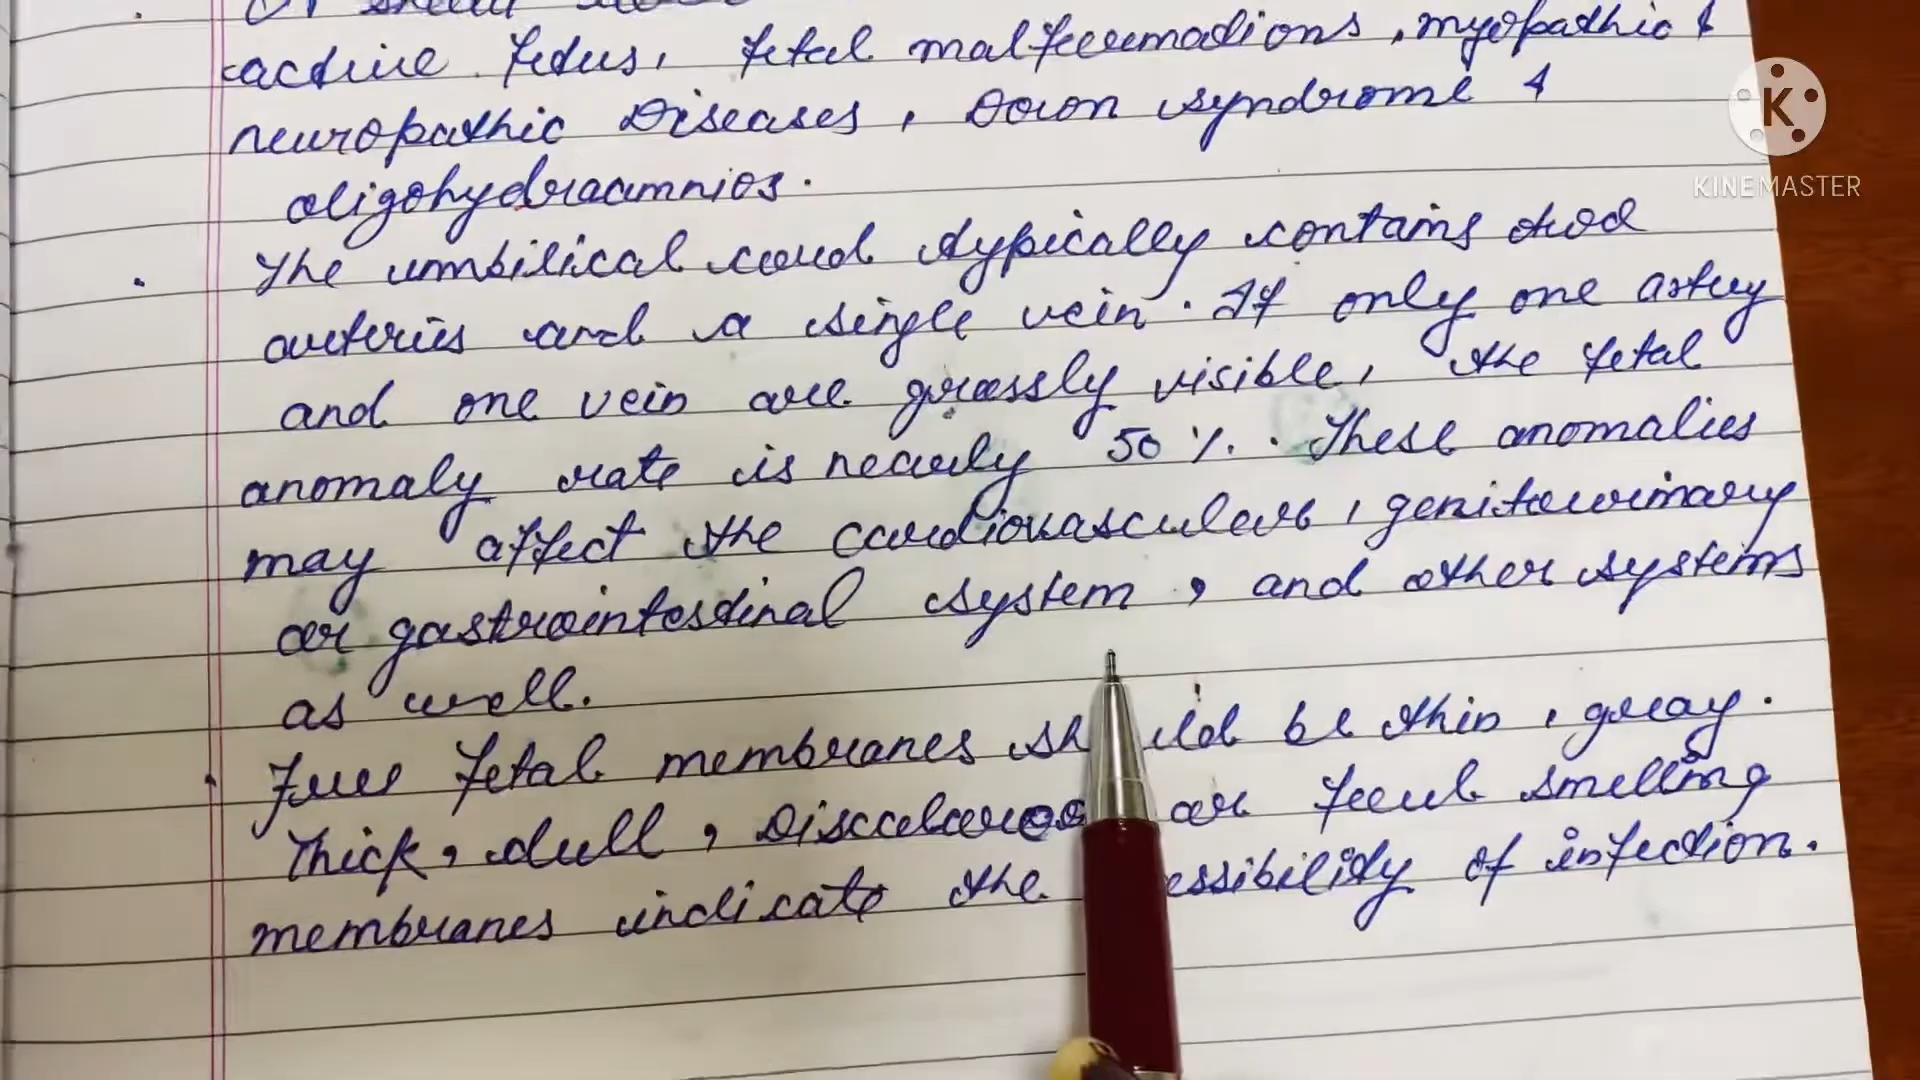 active fetus, fetal malformations, myopathic &
neuropathic Diseases, Down syndrome &
oligohydraamnios.
The umbilical cord typically contains two
arteries and a single vein. If only one artery
and one vein are grossly visible, the fetal
anomaly rate is nearly 50%. These anomalies
may affect the cardiovascular, genitourinary
or gastrointestinal system, and other systems
as well.
Free fetal membranes should be thin, gray.
Thick, dull, Discolored or foul smelling
membranes indicate the possibility of infection.
K
KINEMASTER